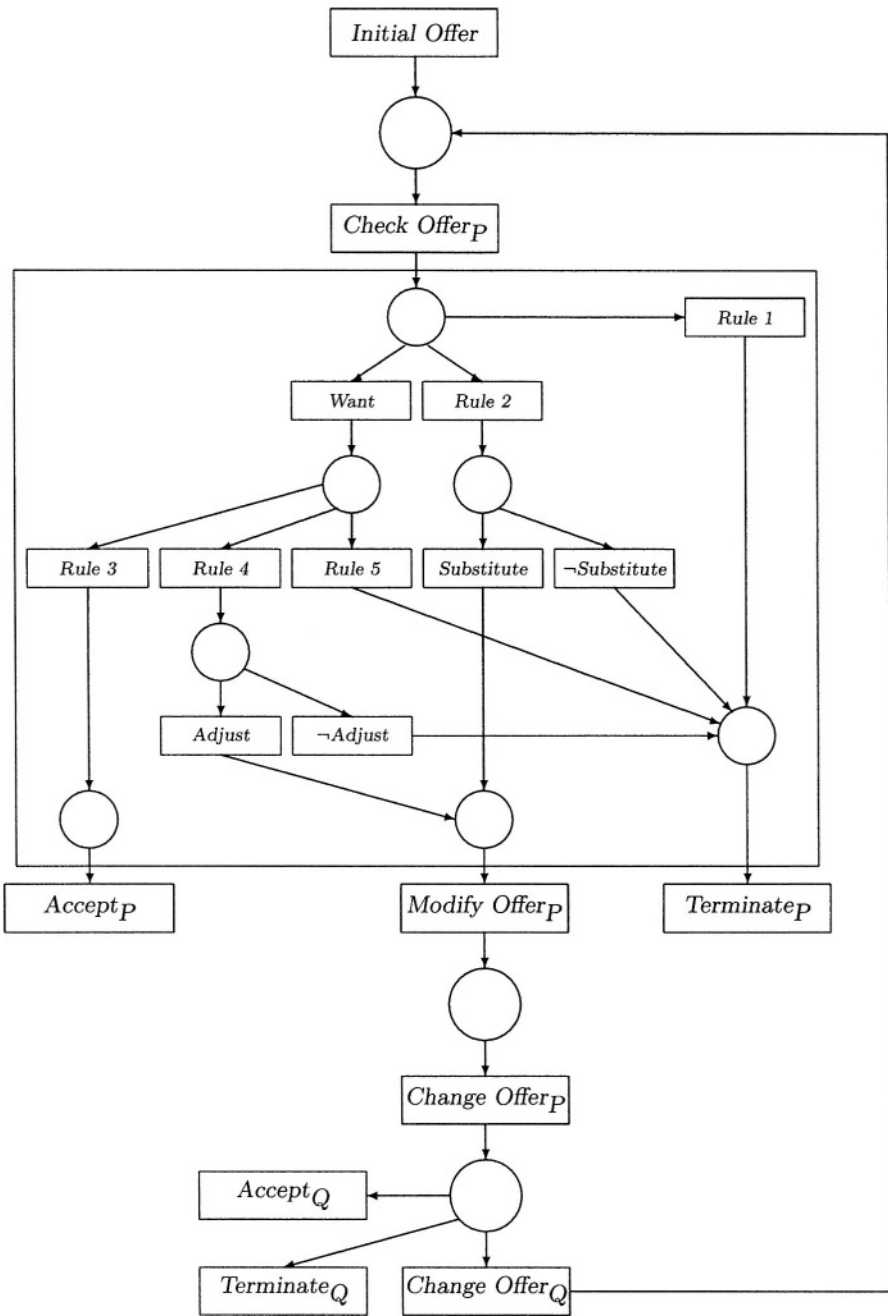 Initial Offer
Check Offer_P
Rule 1
Want
Rule 2
Rule 3
Rule 4
Rule 5
Substitute
¬Substitute
Adjust
¬Adjust
Accept_P
Modify Offer_P
Terminate_P
Change Offer_P
Accept_Q
Terminate_Q
Change Offer_Q